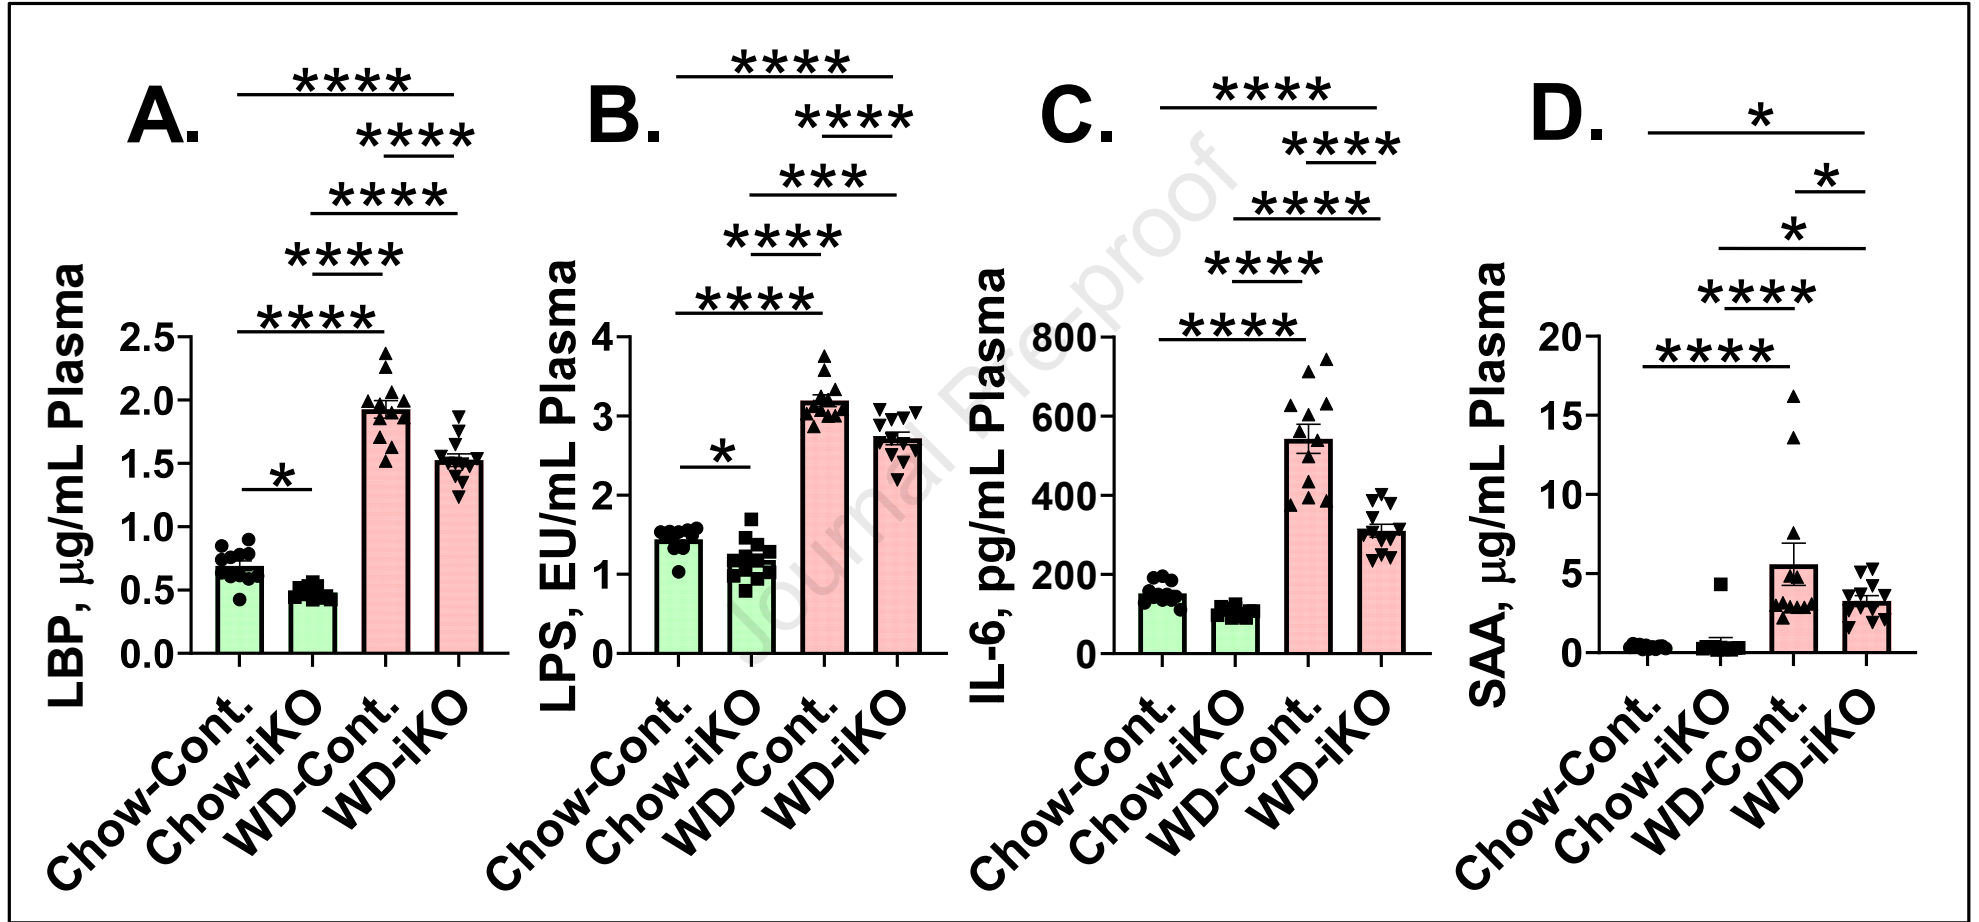 A.
****
****
****
****
****
*
LBP, µg/mL Plasma
2.5
2.0
1.5
1.0
0.5
0.0
Chow-Cont.
Chow-iKO
WD-Cont.
WD-iKO
B.
****
****
***
****
****
*
LPS, EU/mL Plasma
4
3
2
1
0
Chow-Cont.
Chow-iKO
WD-Cont.
WD-iKO
C.
****
****
****
****
****
IL-6, pg/mL Plasma
800
600
400
200
0
Chow-Cont.
Chow-iKO
WD-Cont.
WD-iKO
D.
*
*
*
****
****
SAA, µg/mL Plasma
20
15
10
5
0
Chow-Cont.
Chow-iKO
WD-Cont.
WD-iKO
Journal Pre-proof